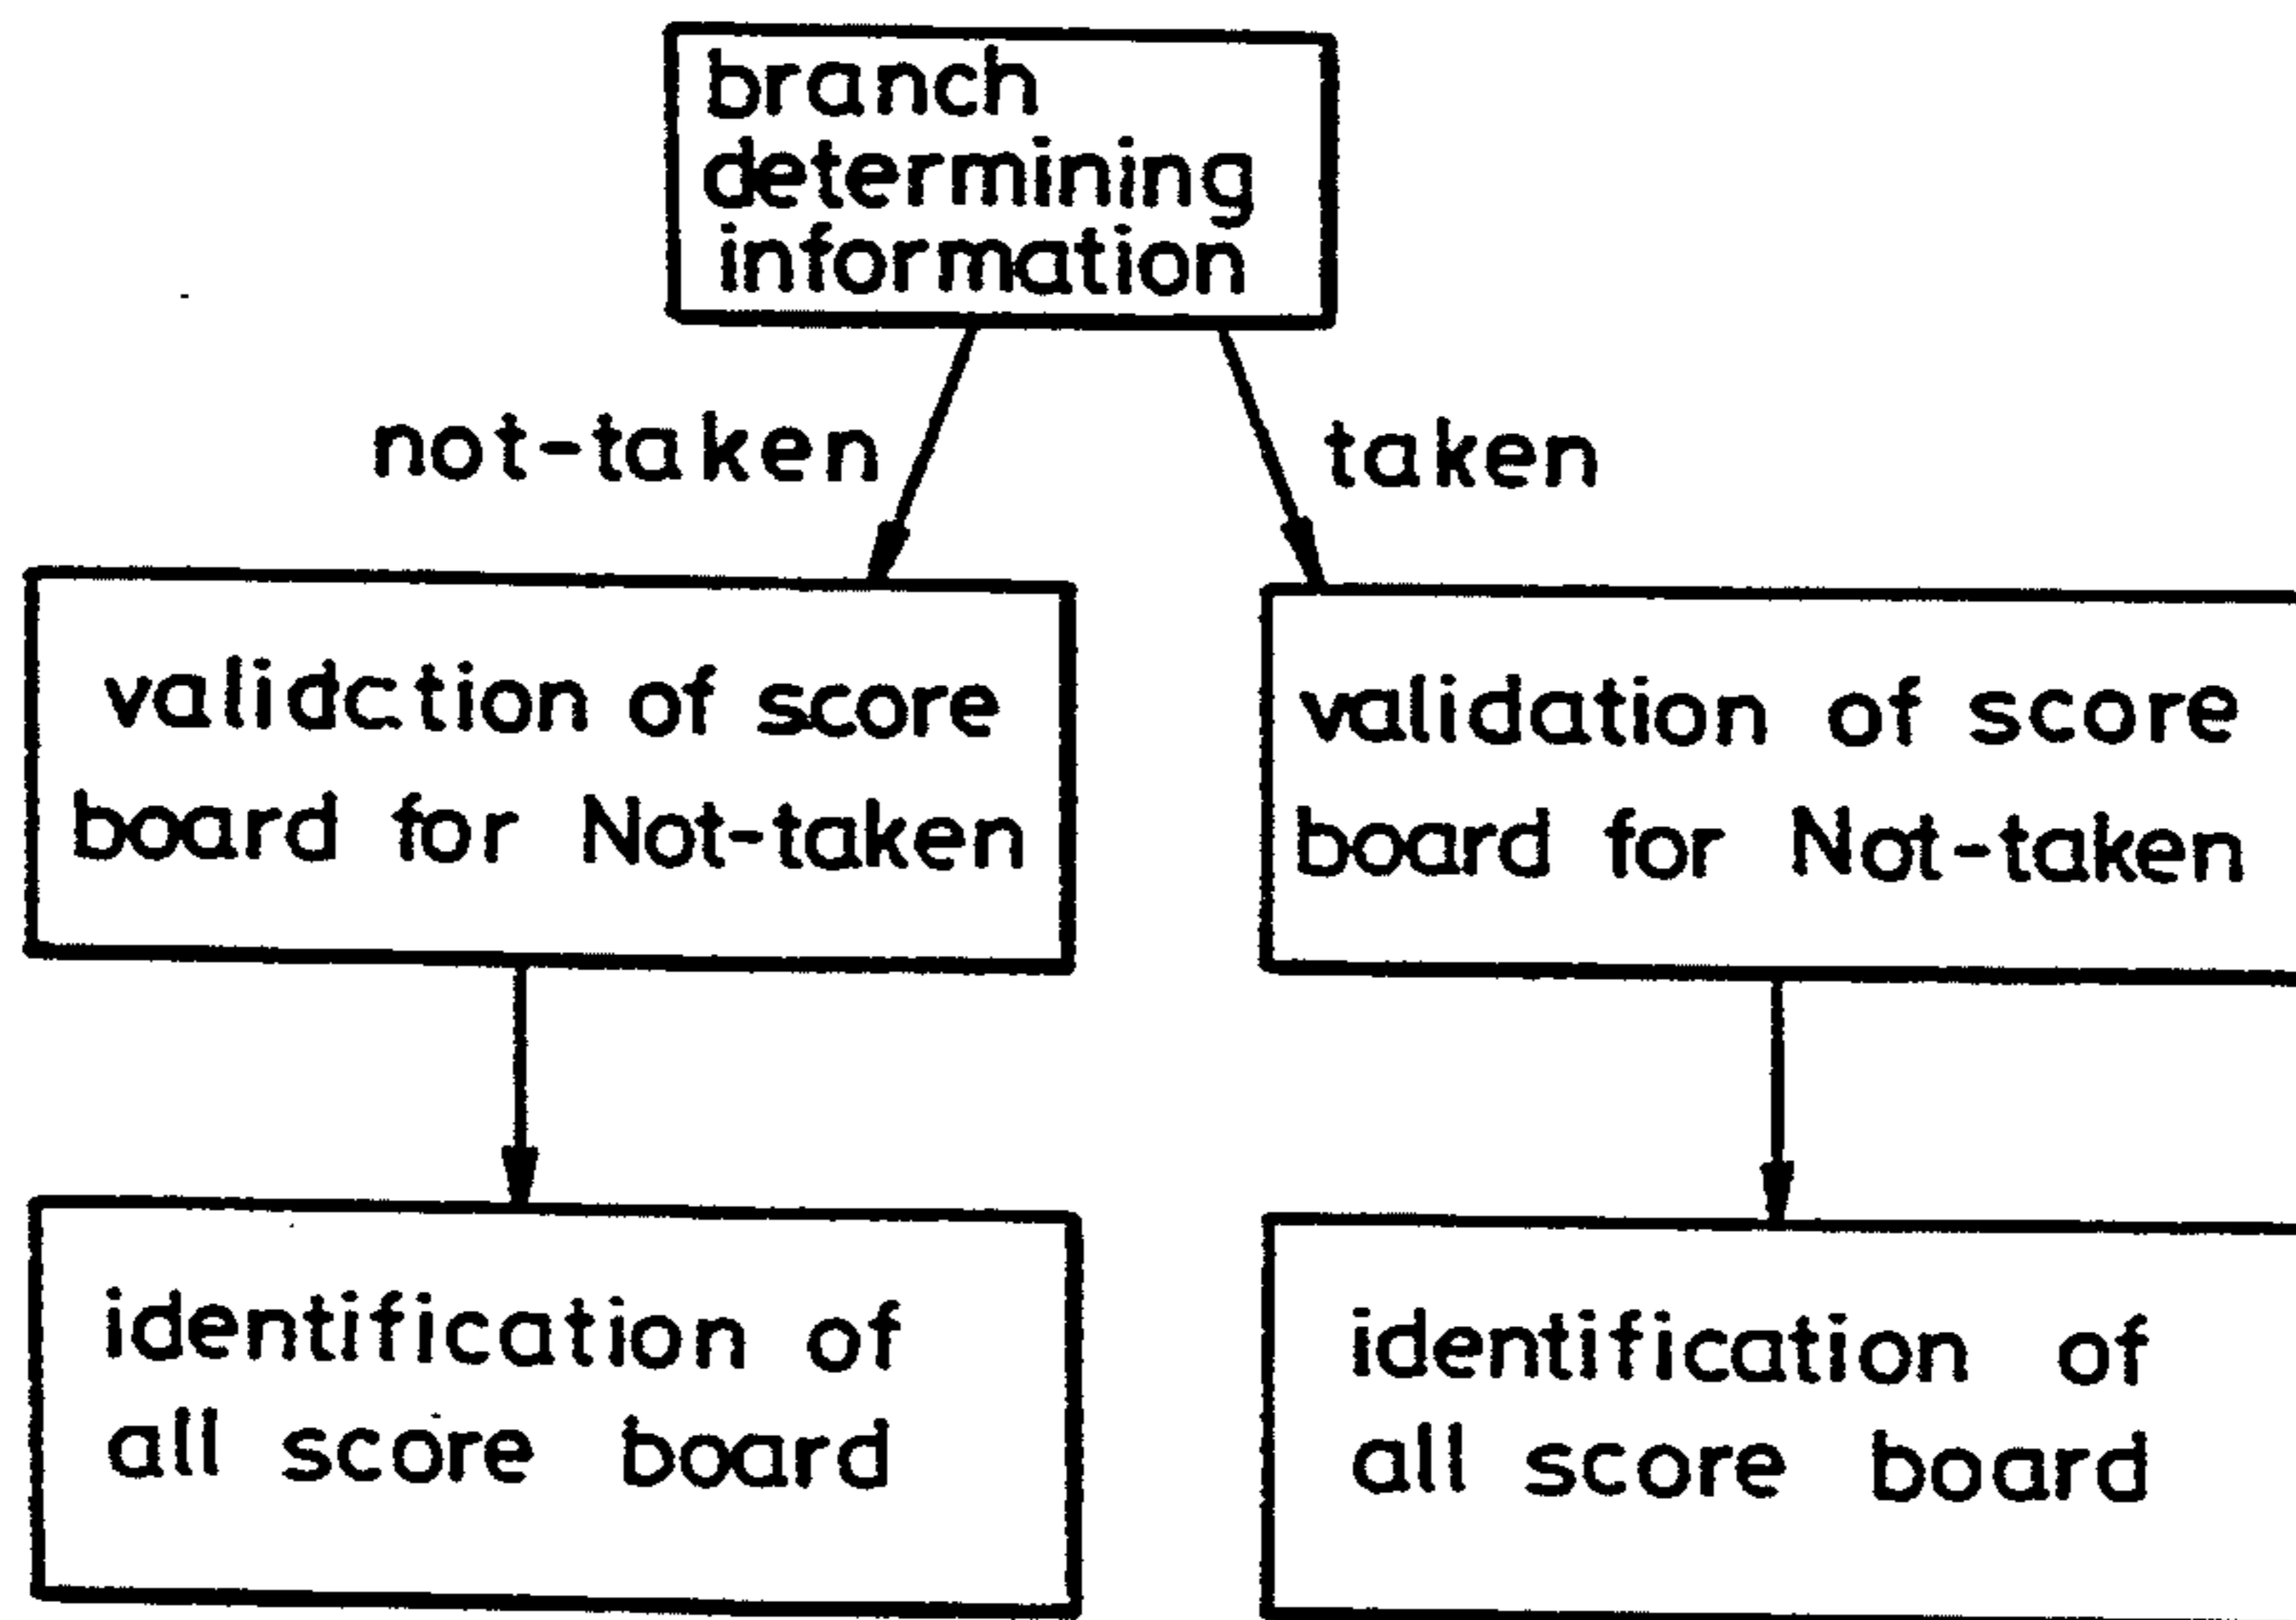 branch
determining
information
not-taken
taken
validction of score
board for Not-taken
validation of score
board for Not-taken
identification of
all score board
identification of
all score board